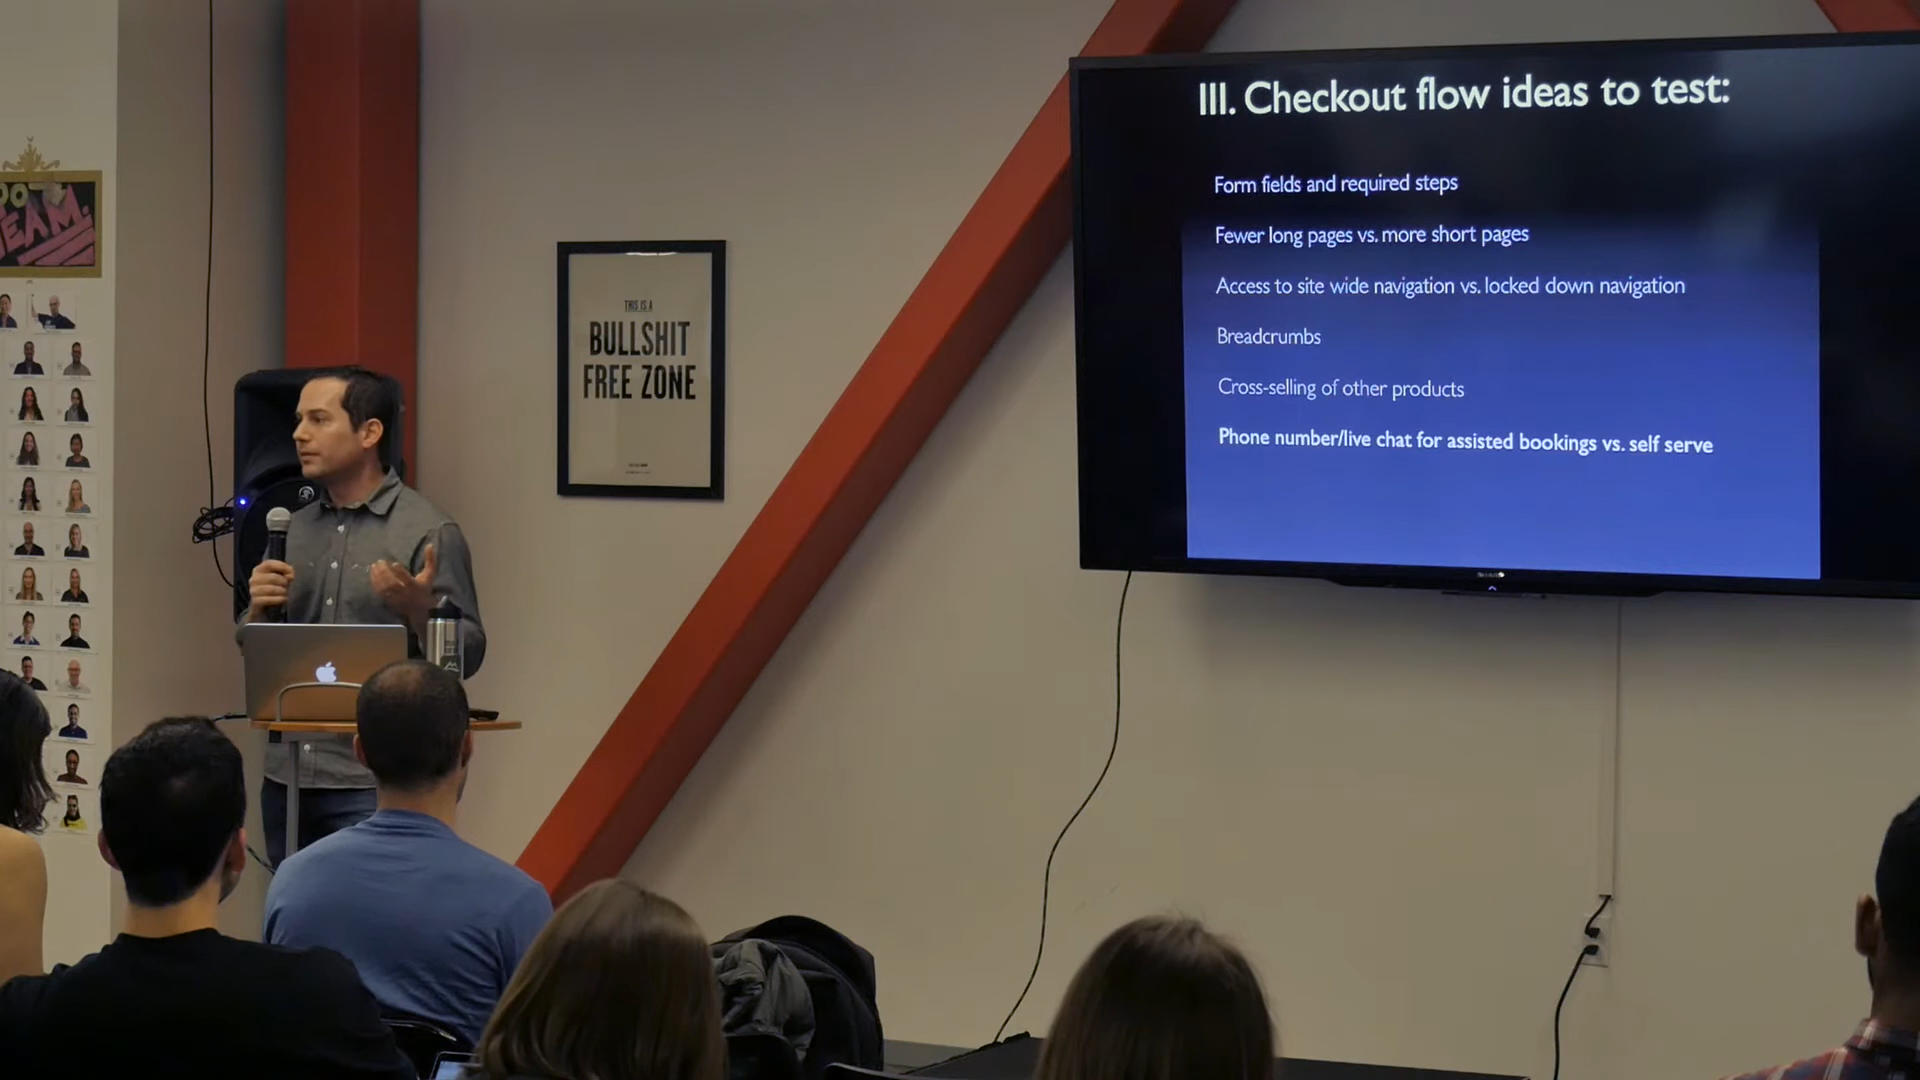 TEAM.
THIS IS A
BULLSHIT
FREE ZONE
III. Checkout flow ideas to test:
Form fields and required steps
Fewer long pages vs. more short pages
Access to site wide navigation vs. locked down navigation
Breadcrumbs
Cross-selling of other products
Phone number/live chat for assisted bookings vs. self serve